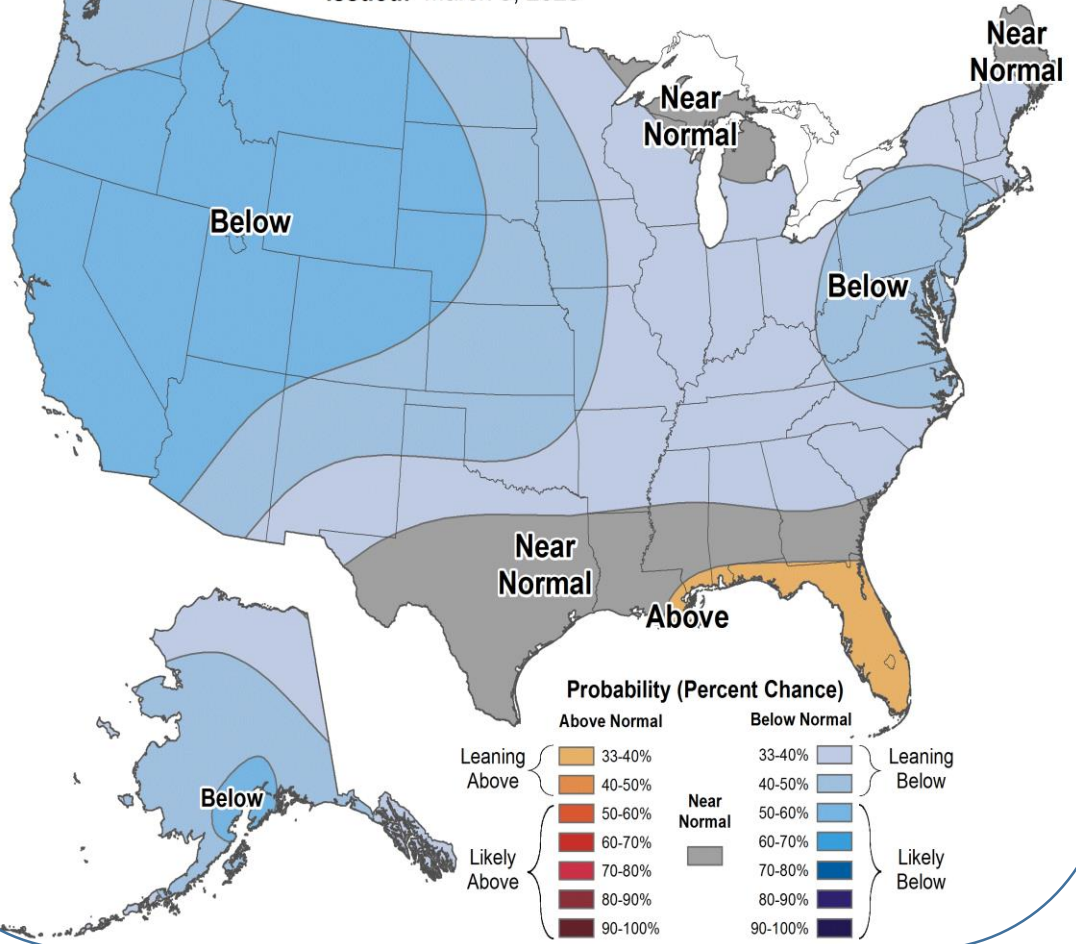 Near
Normal
Near
Normal
Below
Below
Near
Normal
Above
Below
Probability (Percent Chance)
Above Normal
Below Normal
Leaning
Above
33-40%
40-50%
50-60%
60-70%
70-80%
80-90%
90-100%
Likely
Above
Near
Normal
33-40%
40-50%
50-60%
60-70%
70-80%
80-90%
90-100%
Leaning
Below
Likely
Below